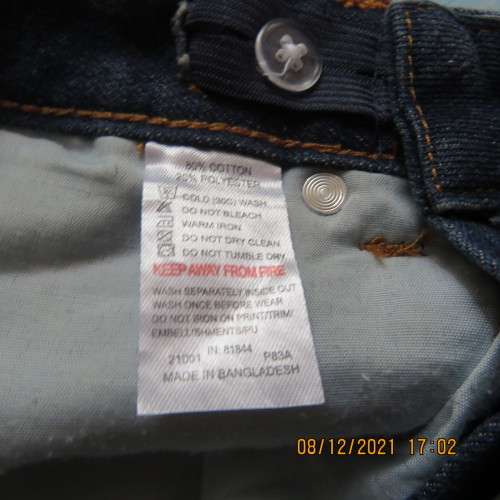 80% COTTON
20% POLYESTER
COLD (30C) WASH
DO NOT BLEACH
WARM IRON
DO NOT DRY CLEAN
DO NOT TUMBLE DRY
KEEP AWAY FROM FIRE
WASH SEPARATELY INSIDE OUT
WASH ONCE BEFORE WEAR
DO NOT IRON ON PRINT/TRIM/
EMBELLISHMENTS/PU
21001 IN: 81844 P83A
MADE IN BANGLADESH
08/12/2021 17:02